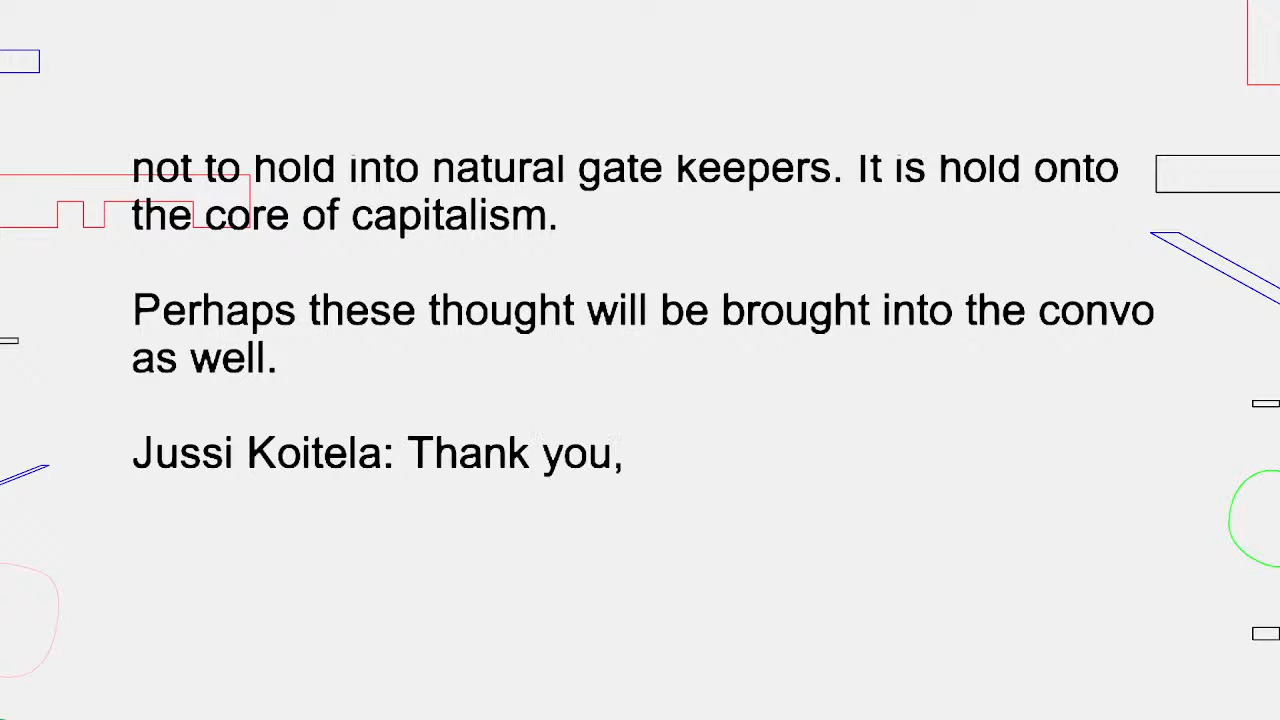 not to hold into natural gate keepers. It is hold onto
the core of capitalism.
Perhaps these thought will be brought into the convo
as well.
Jussi Koitela: Thank you,